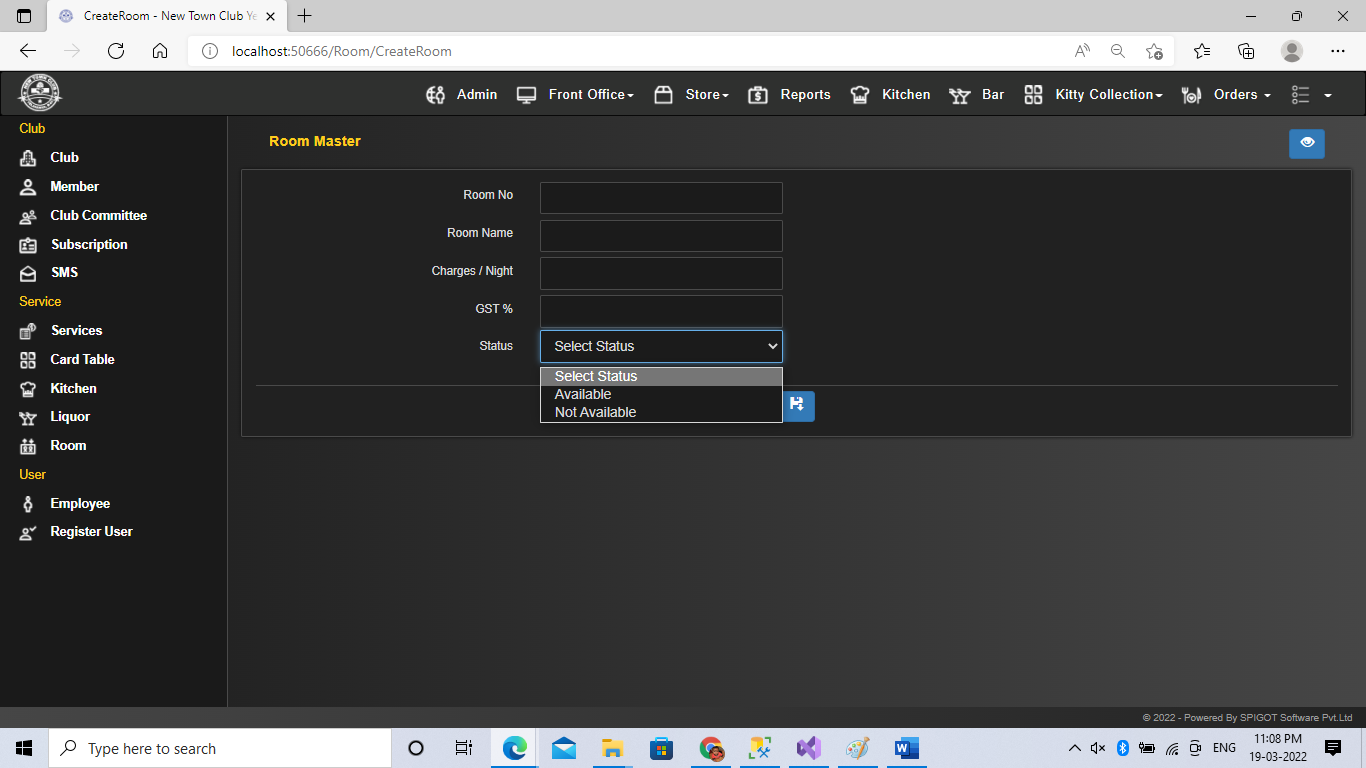 CreateRoom - New Town Club Ye
localhost:50666/Room/CreateRoom
Admin
Front Office
Store
Reports
Kitchen
Bar
Kitty Collection
Orders
Club
Club
Member
Club Committee
Subscription
SMS
Service
Services
Card Table
Kitchen
Liquor
Room
User
Employee
Register User
Room Master
Room No
Room Name
Charges / Night
GST %
Status
Select Status
Select Status
Available
Not Available
© 2022 - Powered By SPIGOT Software Pvt.Ltd
Type here to search
ENG
11:08 PM
19-03-2022